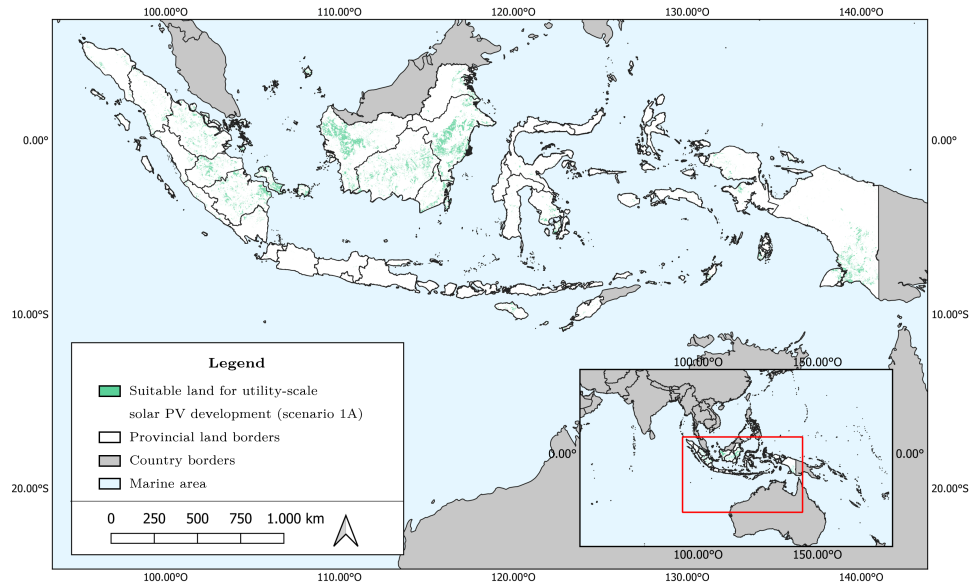 100.00°O 110.00°O 120.00°O 130.00°O 140.00°O
0.00° 0.00°
10.00°S 10.00°S
Legend
Suitable land for utility-scale
solar PV development (scenario 1A)
Provincial land borders
Country borders
Marine area
0 250 500 750 1.000 km
100.00°O 150.00°O
0.00° 0.00°
100.00°O 150.00°O
20.00°S 20.00°S
100.00°O 110.00°O 120.00°O 130.00°O 140.00°O